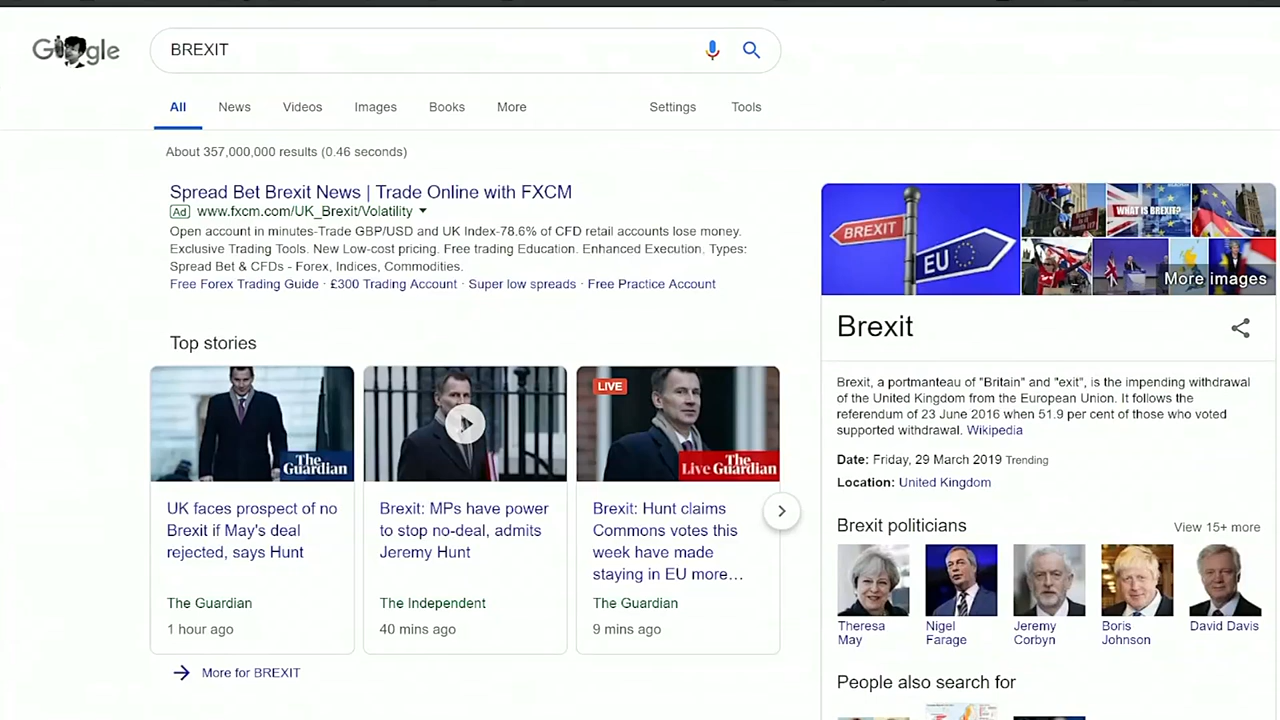 Google
BREXIT
All
News
Videos
Images
Books
More
Settings
Tools
About 357,000,000 results (0.46 seconds)
Spread Bet Brexit News | Trade Online with FXCM
Ad www.fxcm.com/UK_Brexit/Volatility
Open account in minutes-Trade GBP/USD and UK Index-78.6% of CFD retail accounts lose money.
Exclusive Trading Tools. New Low-cost pricing. Free trading Education. Enhanced Execution. Types:
Spread Bet & CFDs - Forex, Indices, Commodities.
Free Forex Trading Guide · £300 Trading Account · Super low spreads · Free Practice Account
Top stories
The
Guardian
UK faces prospect of no
Brexit if May's deal
rejected, says Hunt
The Guardian
1 hour ago
Brexit: MPs have power
to stop no-deal, admits
Jeremy Hunt
The Independent
40 mins ago
LIVE
The
Live Guardian
Brexit: Hunt claims
Commons votes this
week have made
staying in EU more…
The Guardian
9 mins ago
More for BREXIT
BREXIT
EU
WHAT IS BREXIT?
More images
Brexit
Brexit, a portmanteau of "Britain" and "exit", is the impending withdrawal
of the United Kingdom from the European Union. It follows the
referendum of 23 June 2016 when 51.9 per cent of those who voted
supported withdrawal. Wikipedia
Date: Friday, 29 March 2019 Trending
Location: United Kingdom
Brexit politicians
View 15+ more
Theresa
May
Nigel
Farage
Jeremy
Corbyn
Boris
Johnson
David Davis
People also search for